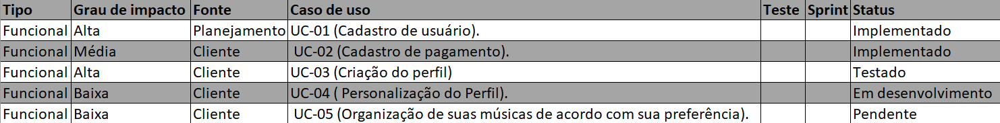 Tipo Grau de impacto Fonte Caso de uso Teste Sprint Status
Funcional Alta Planejamento UC-01 (Cadastro de usuário). Implementado
Funcional Média Cliente UC-02 (Cadastro de pagamento). Implementado
Funcional Alta Cliente UC-03 (Criação do perfil) Testado
Funcional Baixa Cliente UC-04 ( Personalização do Perfil). Em desenvolvimento
Funcional Baixa Cliente UC-05 (Organização de suas músicas de acordo com sua preferência). Pendente